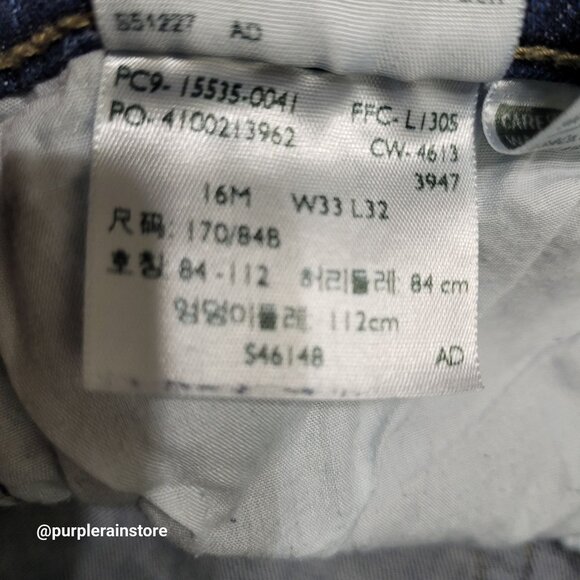 S51227 AD
PC9- 15535-0041 FFC- L1305
PO- 4100213962 CW- 4613
3947
16M W33 L32
尺码: 170/84B
호칭: 84 -112 허리둘레: 84 cm
엉덩이둘레: 112cm
S46148 AD
@purplerainstore